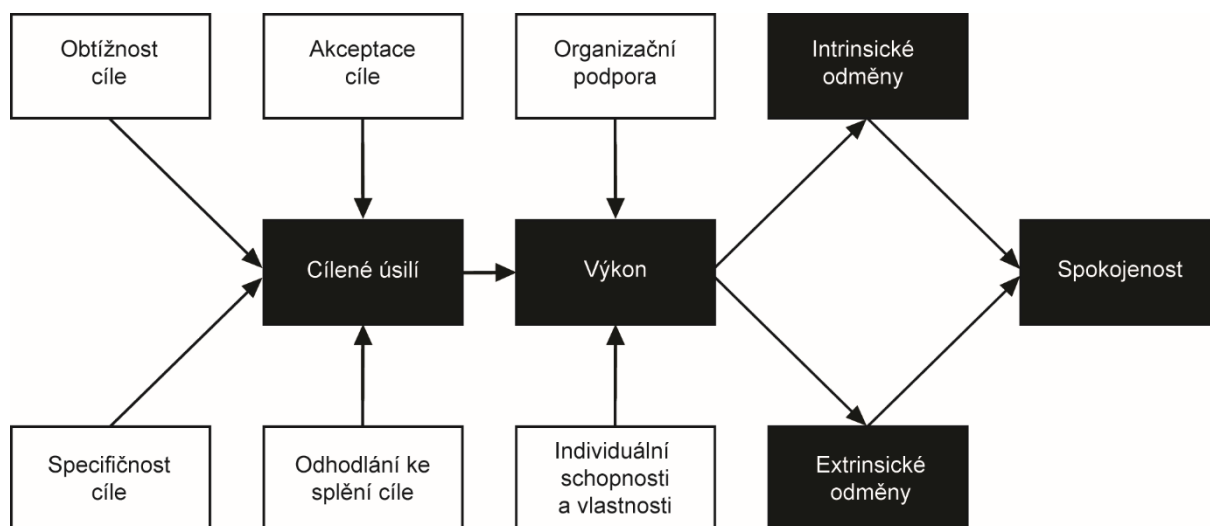 Obtížnost
cíle
Akceptace
cíle
Organizační
podpora
Intrinsické
odměny
Cílené úsilí
Výkon
Spokojenost
Specifičnost
cíle
Odhodlání ke
splění cíle
Individuální
schopnosti
a vlastnosti
Extrinsické
odměny